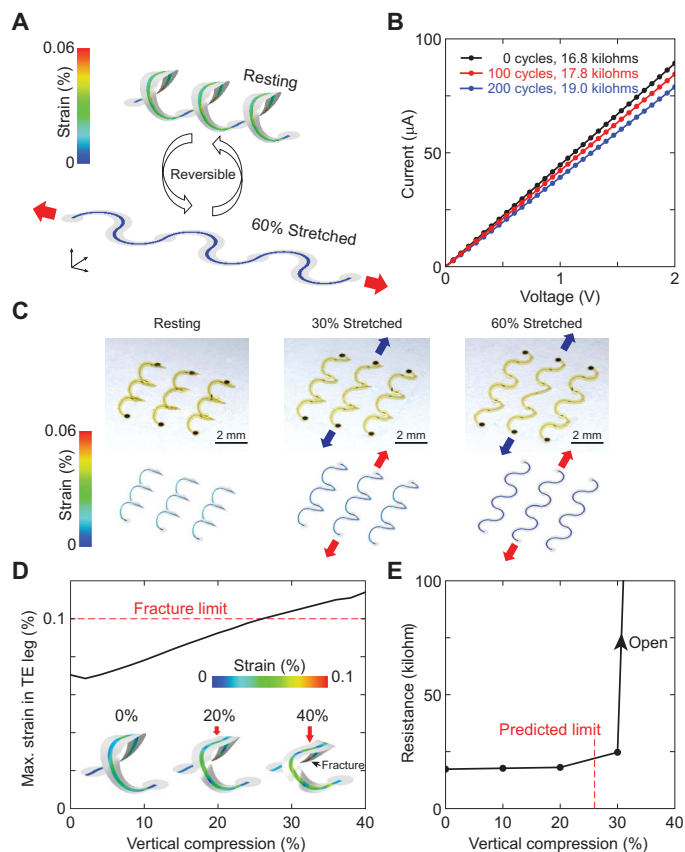 A
0.06
Strain (%)
0
Resting
Reversible
60% Stretched
B
100
50
0
Current (μA)
0 cycles, 16.8 kilohms
100 cycles, 17.8 kilohms
200 cycles, 19.0 kilohms
0
1
2
Voltage (V)
C
Resting
30% Stretched
60% Stretched
2 mm
2 mm
2 mm
0.06
Strain (%)
0
D
0.1
0
Max. strain in TE leg (%)
Fracture limit
Strain (%)
0
0.1
0%
20%
40%
Fracture
0
10
20
30
40
Vertical compression (%)
E
100
50
0
Resistance (kilohm)
Open
Predicted limit
0
10
20
30
40
Vertical compression (%)